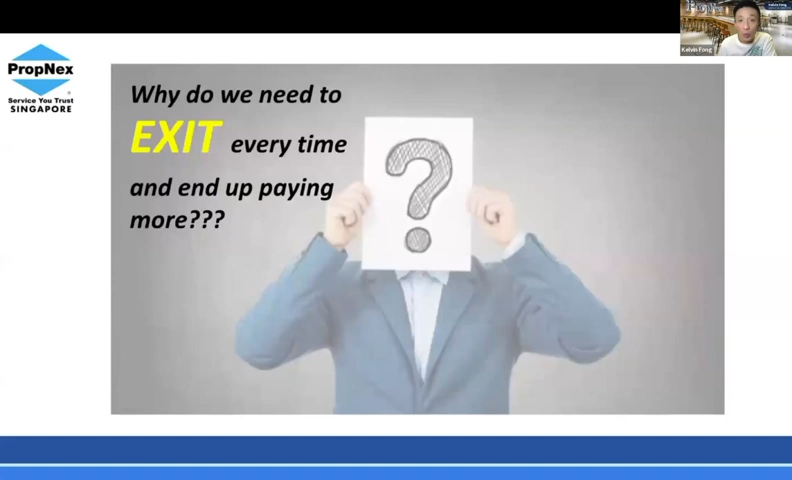 PropNex
Service You Trust
SINGAPORE
Why do we need to
EXIT every time
and end up paying
more???
?
Kelvin Fong